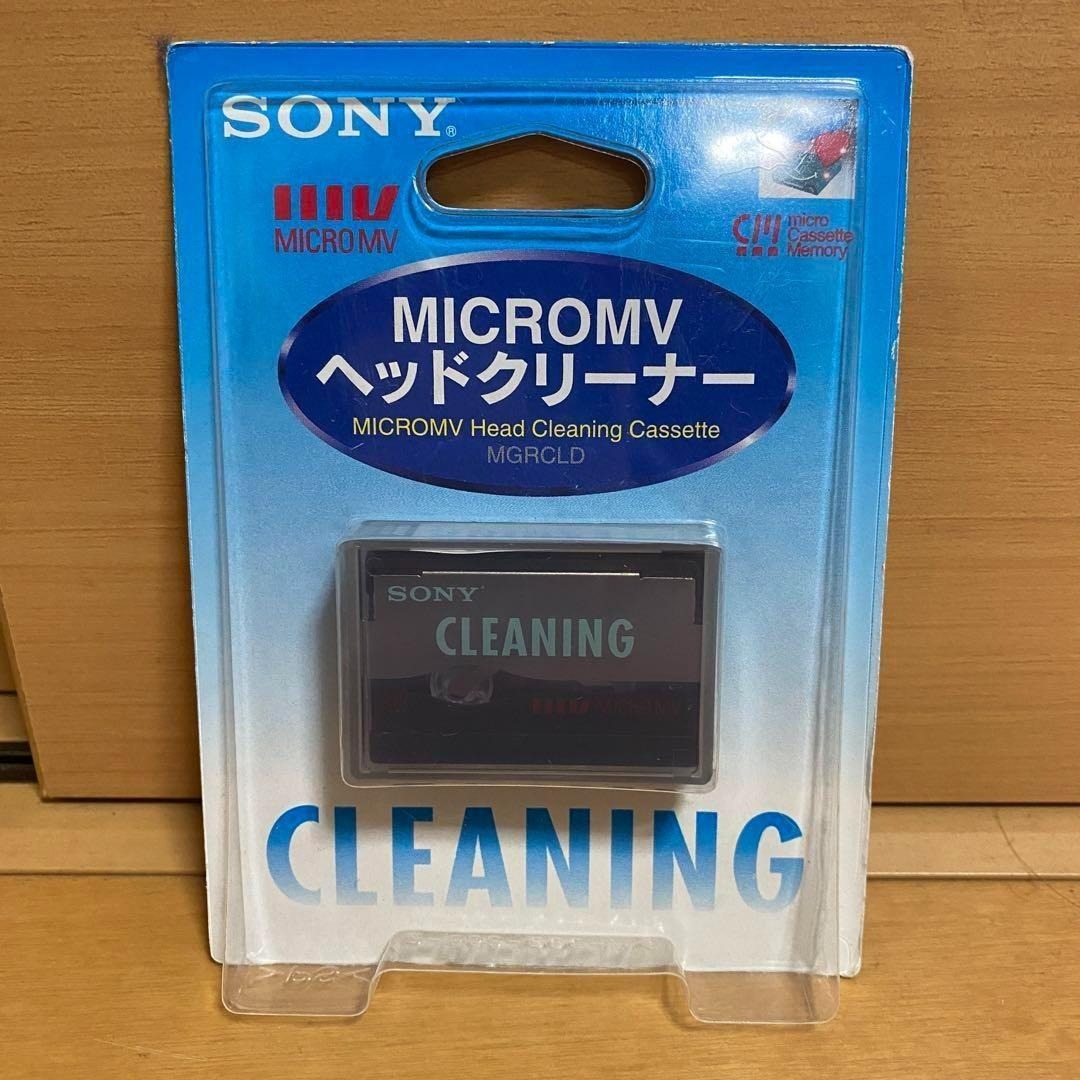 SONY®
MICROMV
micro
Cassette
Memory
MICROMV
ヘッドクリーナー
MICROMV Head Cleaning Cassette
MGRCLD
SONY
CLEANING
MICROMV
CLEANING